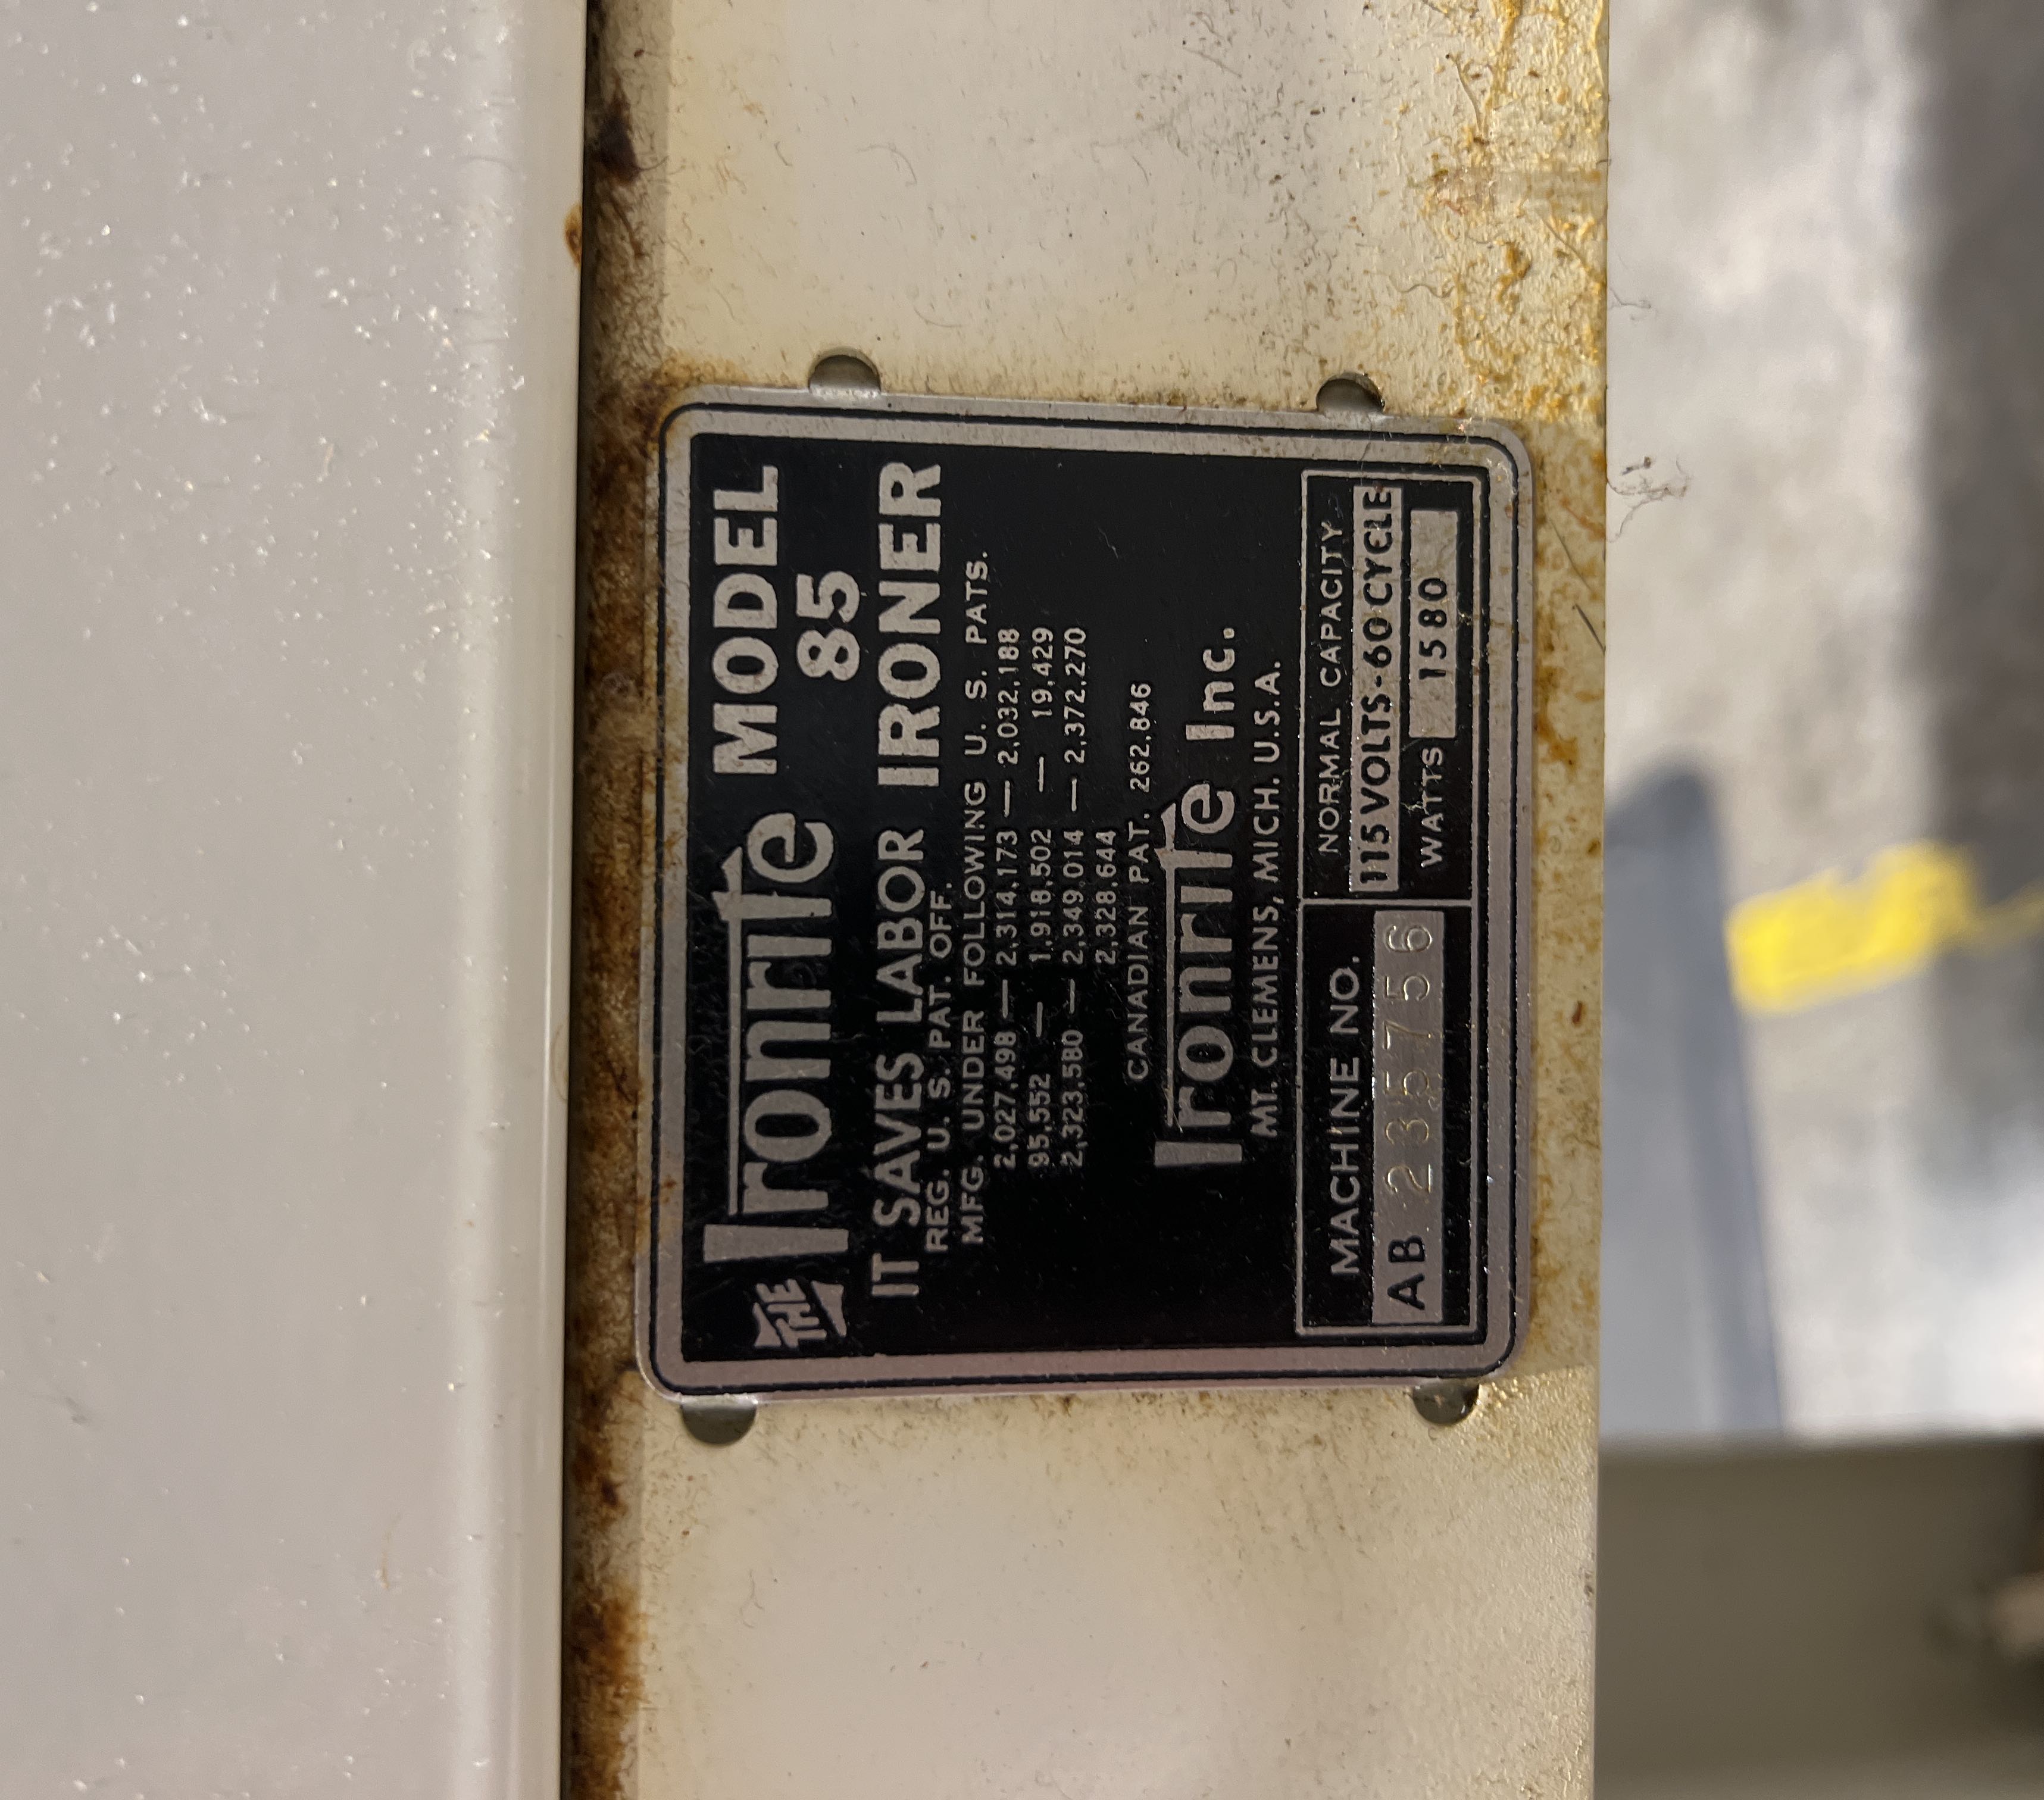 THE Ironrite MODEL
85
IT SAVES LABOR IRONER
REG. U. S. PAT. OFF.
MFG. UNDER FOLLOWING U. S. PATS.
2,027,498 — 2,314,173 — 2,032,188
95,552 — 1,918,502 — 19,429
2,323,580 — 2,349,014 — 2,372,270
2,328,644
CANADIAN PAT. 262,846
Ironrite Inc.
MT. CLEMENS, MICH. U.S.A.
MACHINE NO.
AB 235756
NORMAL CAPACITY
115 VOLTS-60 CYCLE
WATTS 1580